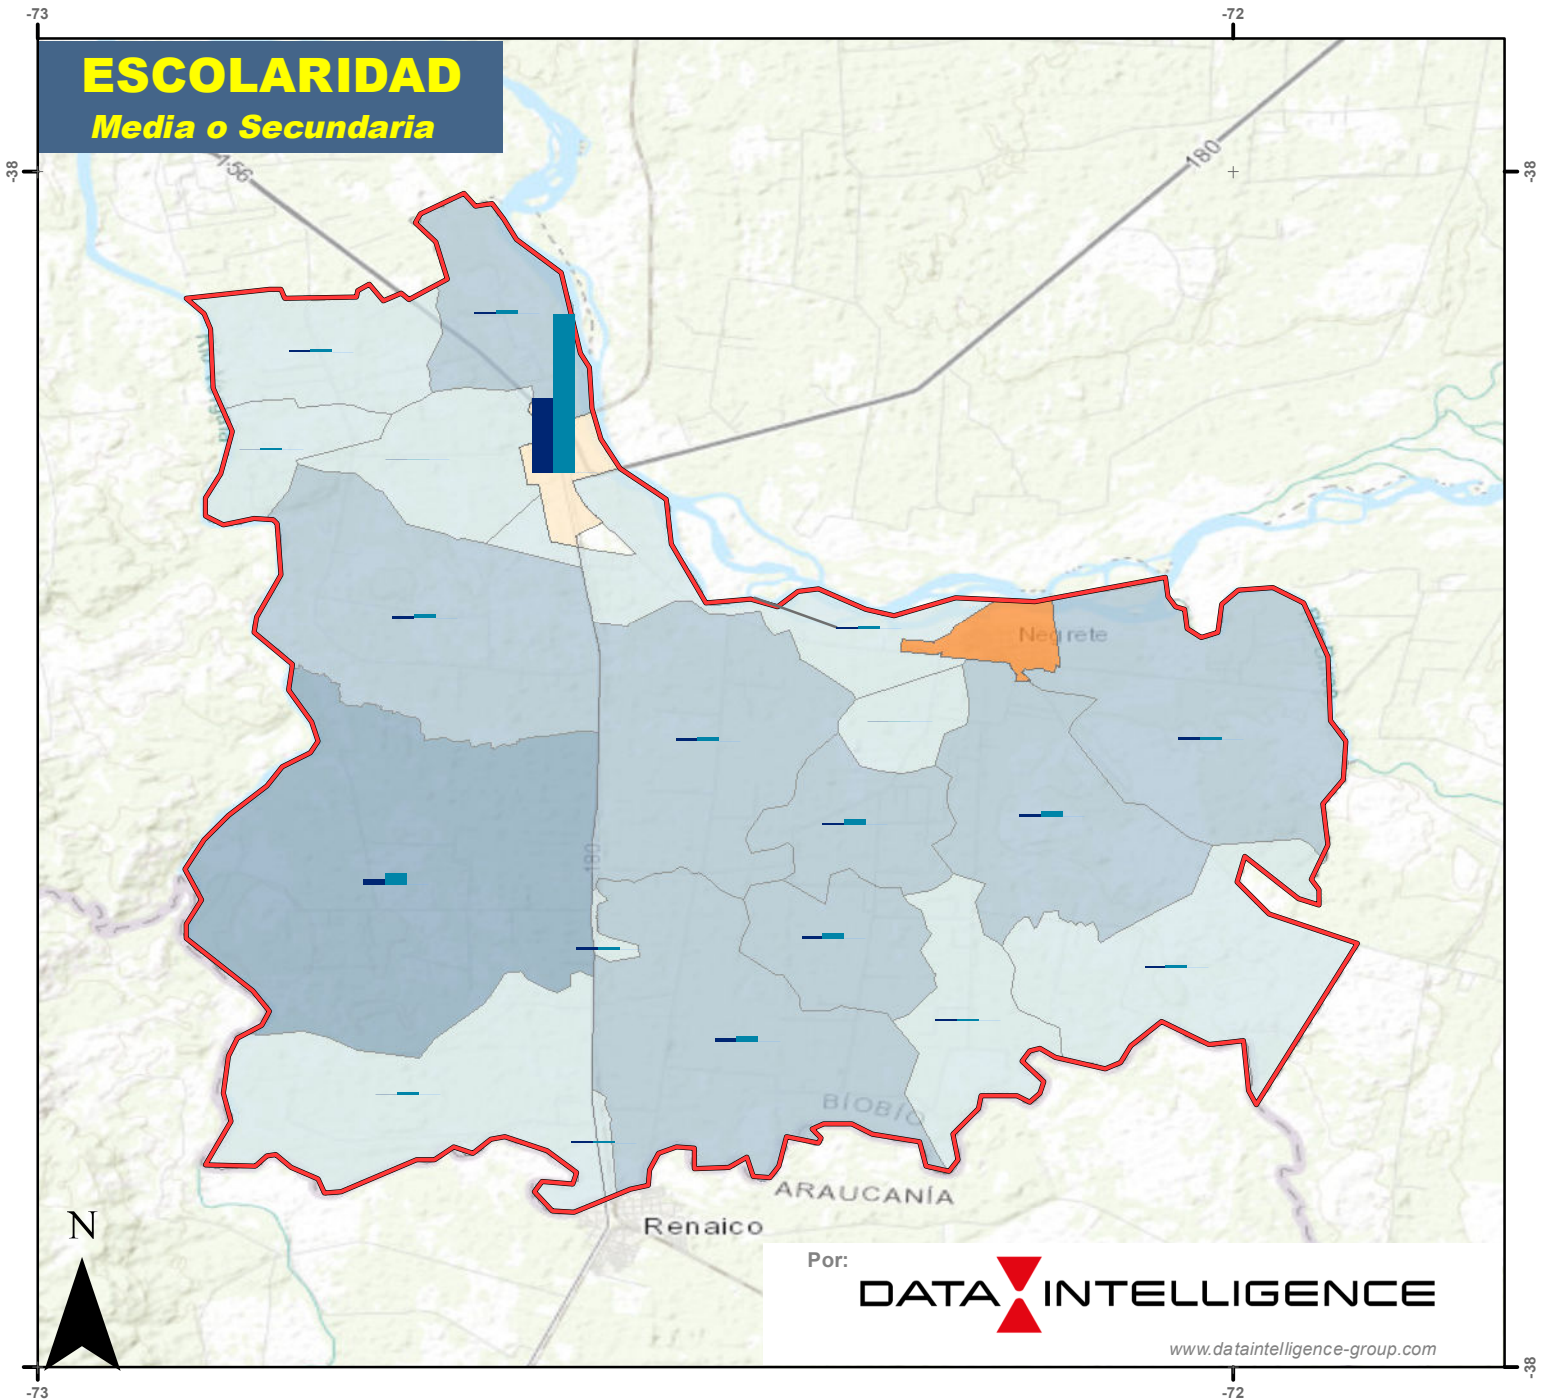 -73
-72
ESCOLARIDAD
Media o Secundaria
156
180
-38
-38
Negrete
180
BÍOBÍO
ARAUCANÍA
Renaico
N
Por:
DATA INTELLIGENCE
www.dataintelligence-group.com
-38
-73
-72